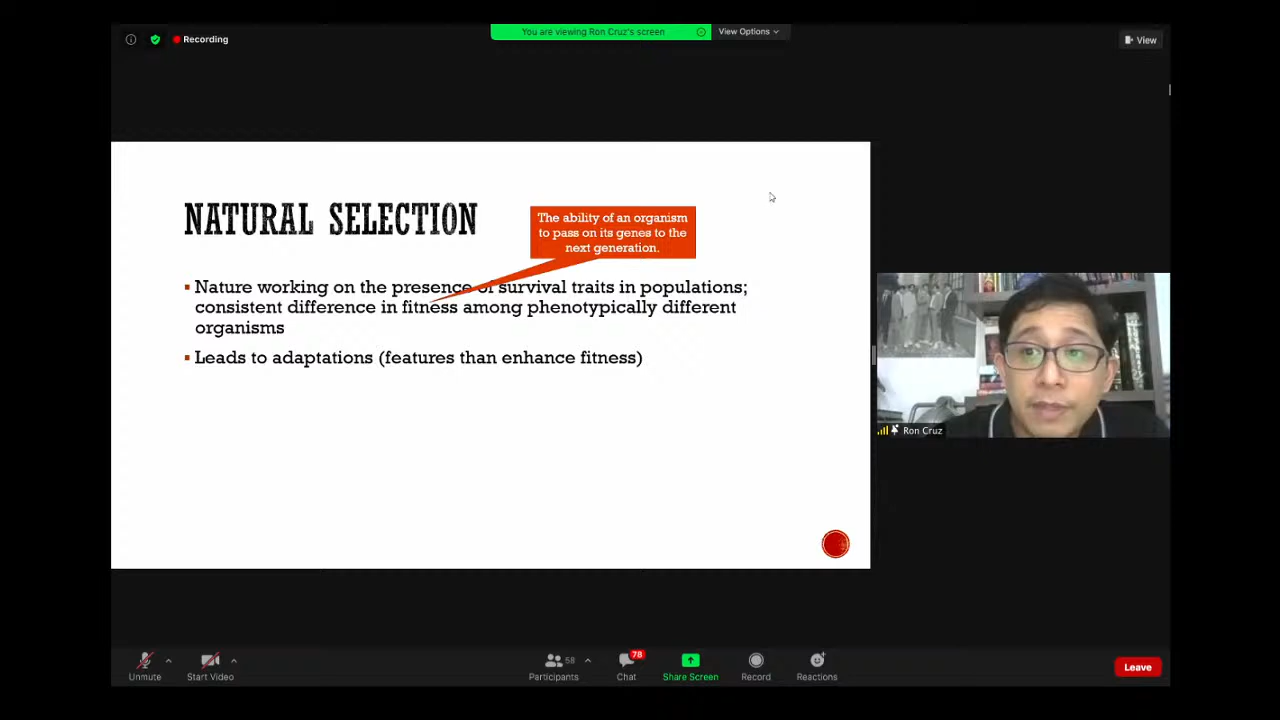 Recording
You are viewing Ron Cruz's screen
View Options
View
NATURAL SELECTION
The ability of an organism
to pass on its genes to the
next generation.
Nature working on the presence of survival traits in populations;
consistent difference in fitness among phenotypically different
organisms
Leads to adaptations (features than enhance fitness)
Ron Cruz
Unmute
Start Video
58
Participants
78
Chat
Share Screen
Record
Reactions
Leave